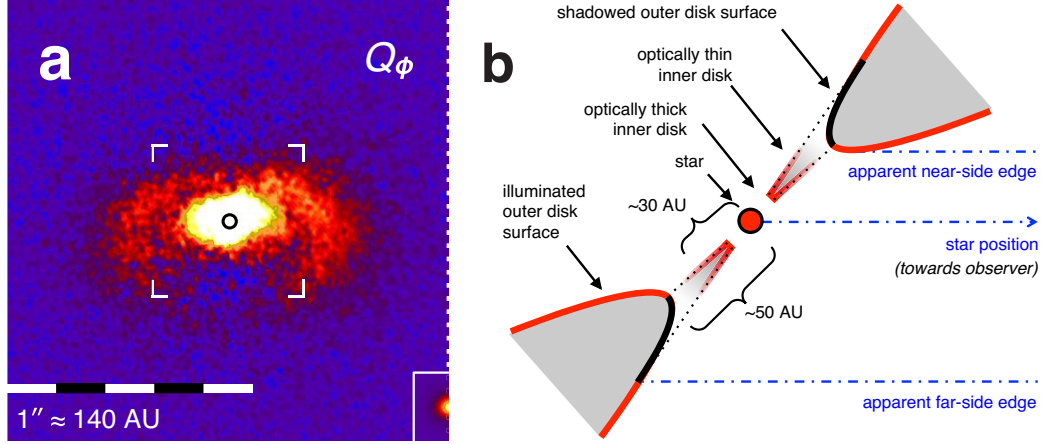 a
Qϕ
1″ ≈ 140 AU
b
shadowed outer disk surface
optically thin
inner disk
optically thick
inner disk
star
illuminated
outer disk
surface
~30 AU
~50 AU
apparent near-side edge
star position
(towards observer)
apparent far-side edge